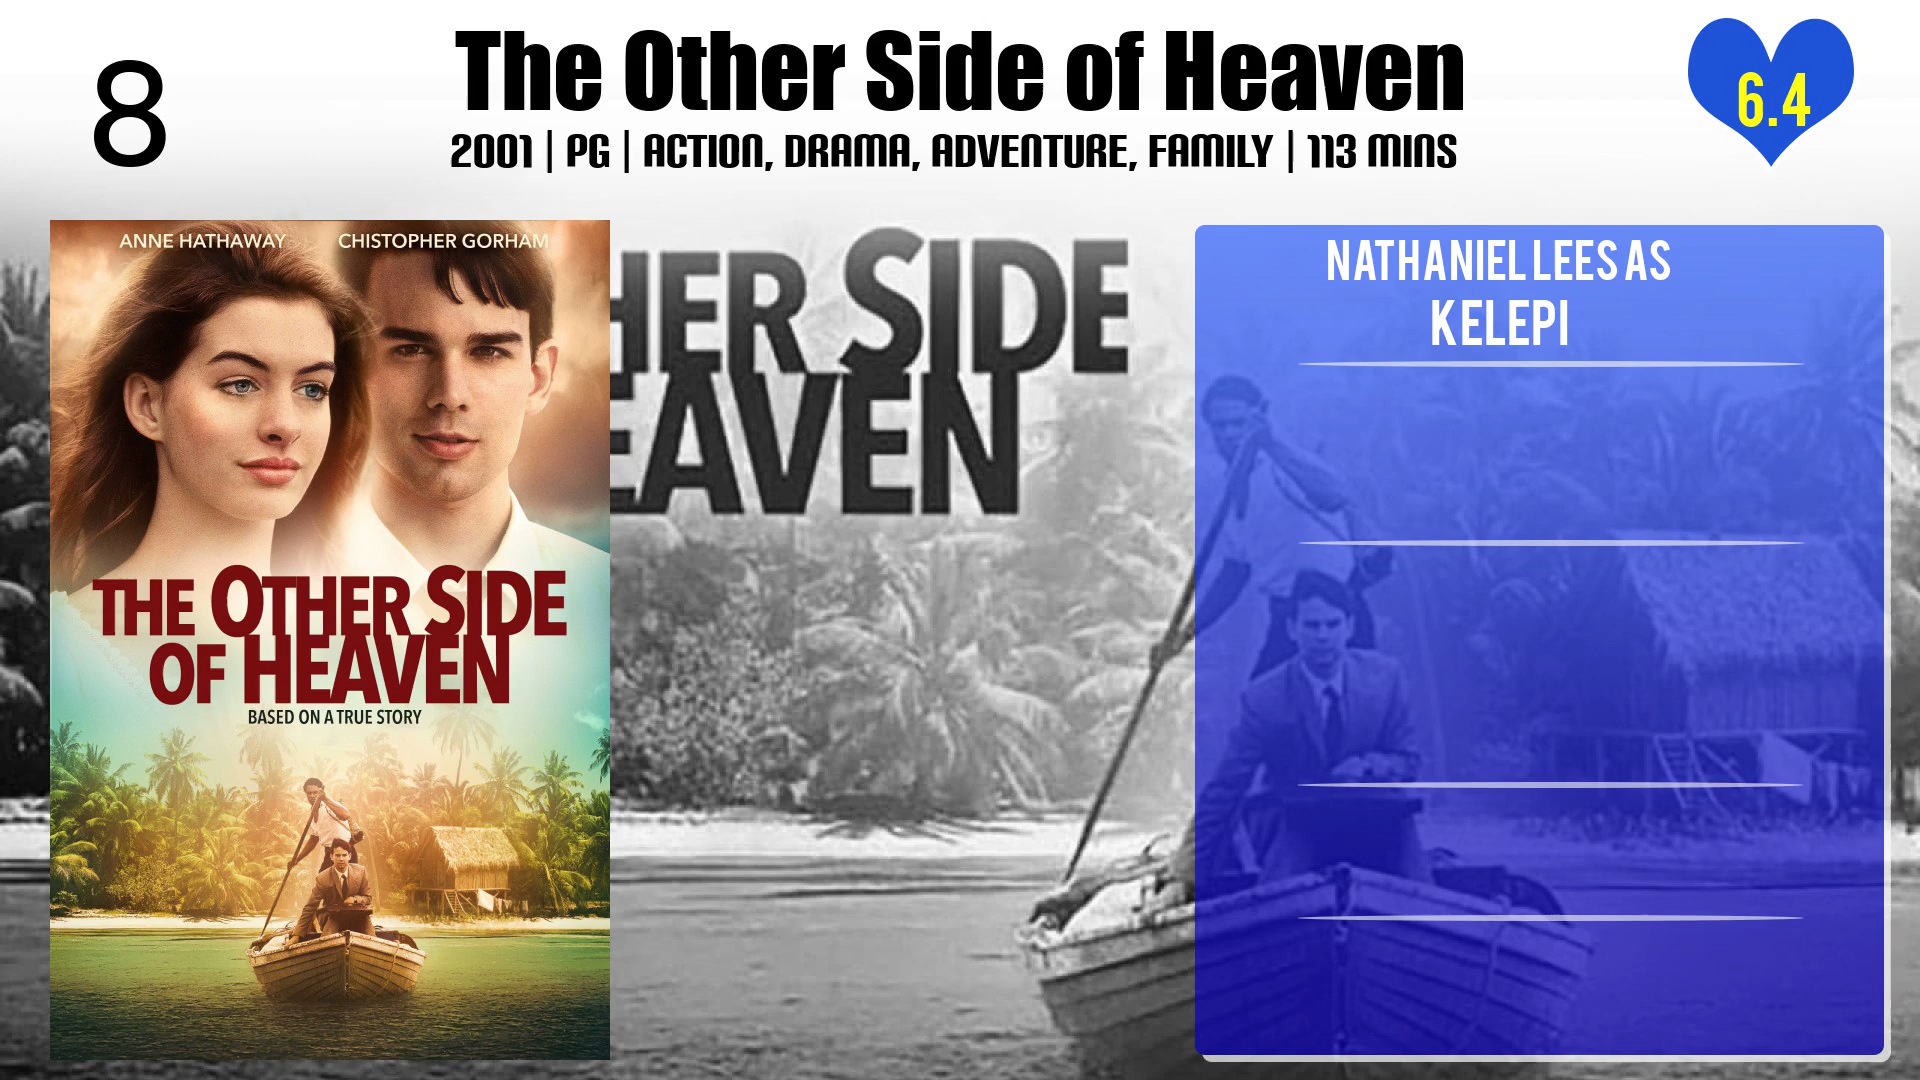 8
The Other Side of Heaven
2001 | PG | ACTION, DRAMA, ADVENTURE, FAMILY | 113 MINS
6.4
ANNE HATHAWAY CHISTOPHER GORHAM
THE OTHER SIDE
OF HEAVEN
BASED ON A TRUE STORY
HER SIDE
EAVEN
NATHANIEL LEES AS
KELEPI